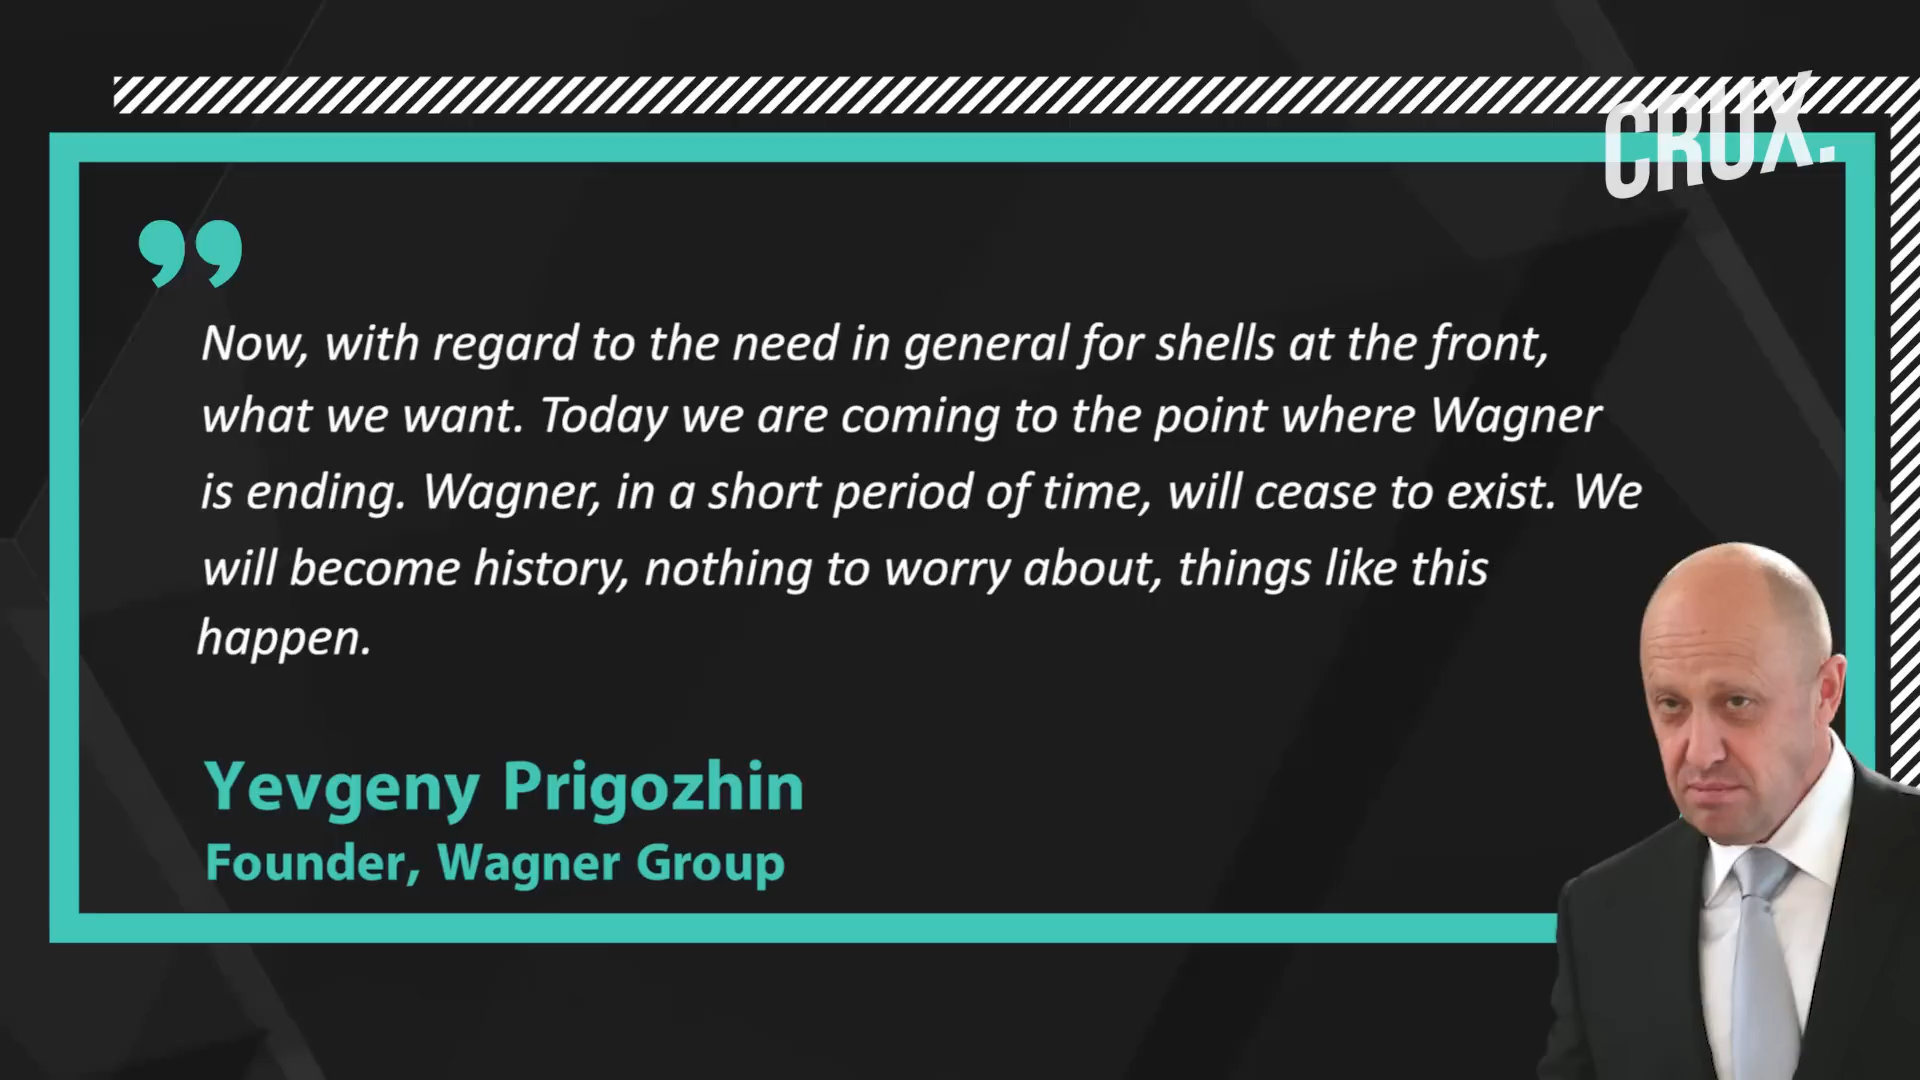 CRUX.
”
Now, with regard to the need in general for shells at the front,
what we want. Today we are coming to the point where Wagner
is ending. Wagner, in a short period of time, will cease to exist. We
will become history, nothing to worry about, things like this
happen.
Yevgeny Prigozhin
Founder, Wagner Group